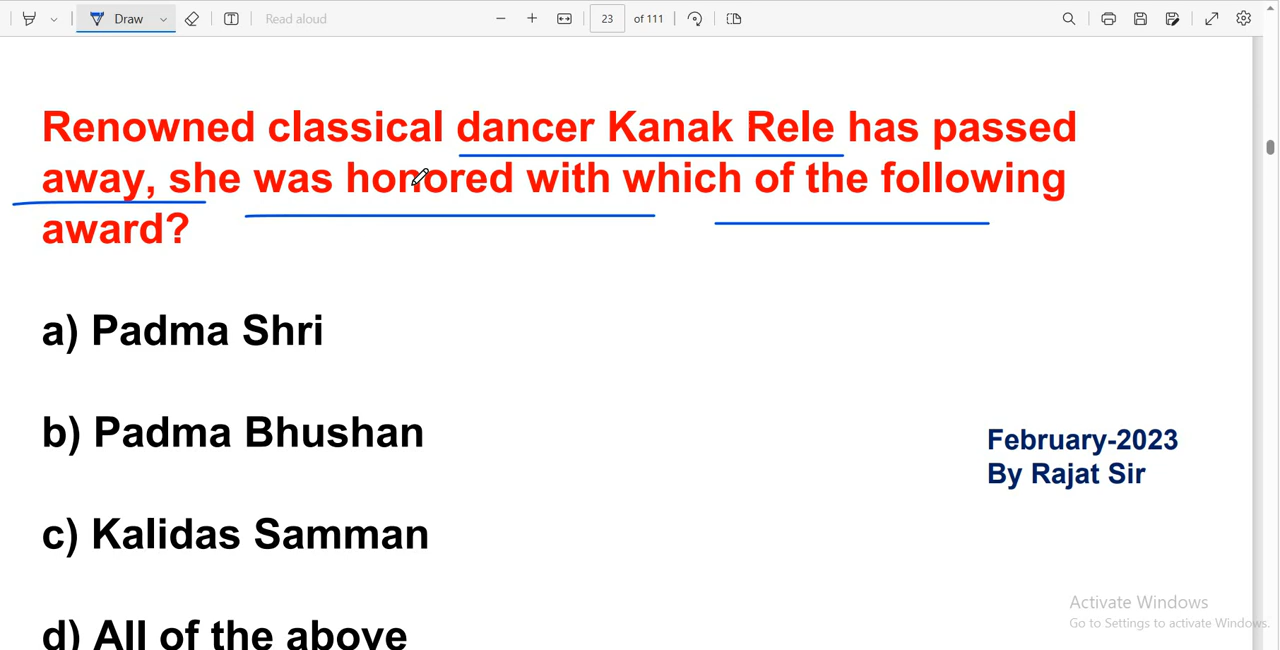 Draw
Read aloud
23 of 111
Renowned classical dancer Kanak Rele has passed
away, she was honored with which of the following
award?
a) Padma Shri
b) Padma Bhushan
February-2023
By Rajat Sir
c) Kalidas Samman
d) All of the above
Activate Windows
Go to Settings to activate Windows.